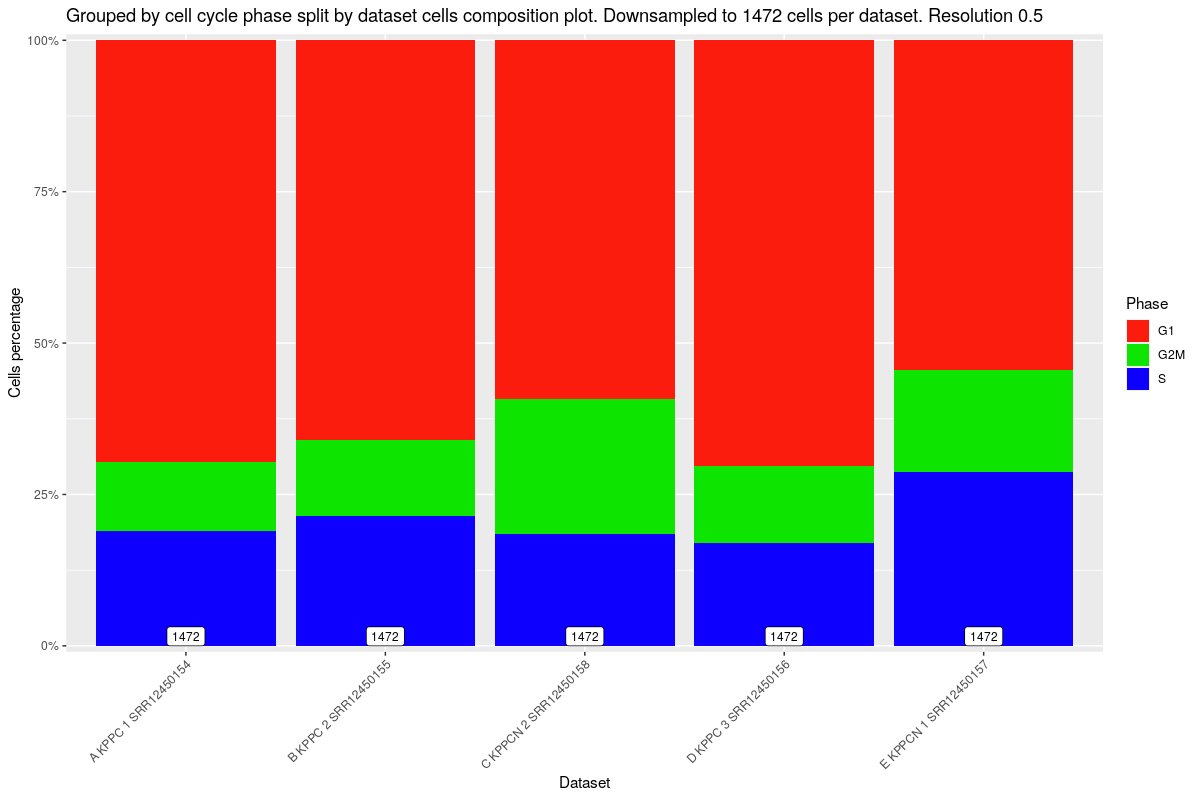 Grouped by cell cycle phase split by dataset cells composition plot. Downsampled to 1472 cells per dataset. Resolution 0.5
100%
75%
50%
25%
0%
Cells percentage
1472
1472
1472
1472
1472
A KPPC 1 SRR12450154
B KPPC 2 SRR12450155
C KPPCN 2 SRR12450158
D KPPC 3 SRR12450156
E KPPCN 1 SRR12450157
Dataset
Phase
G1
G2M
S